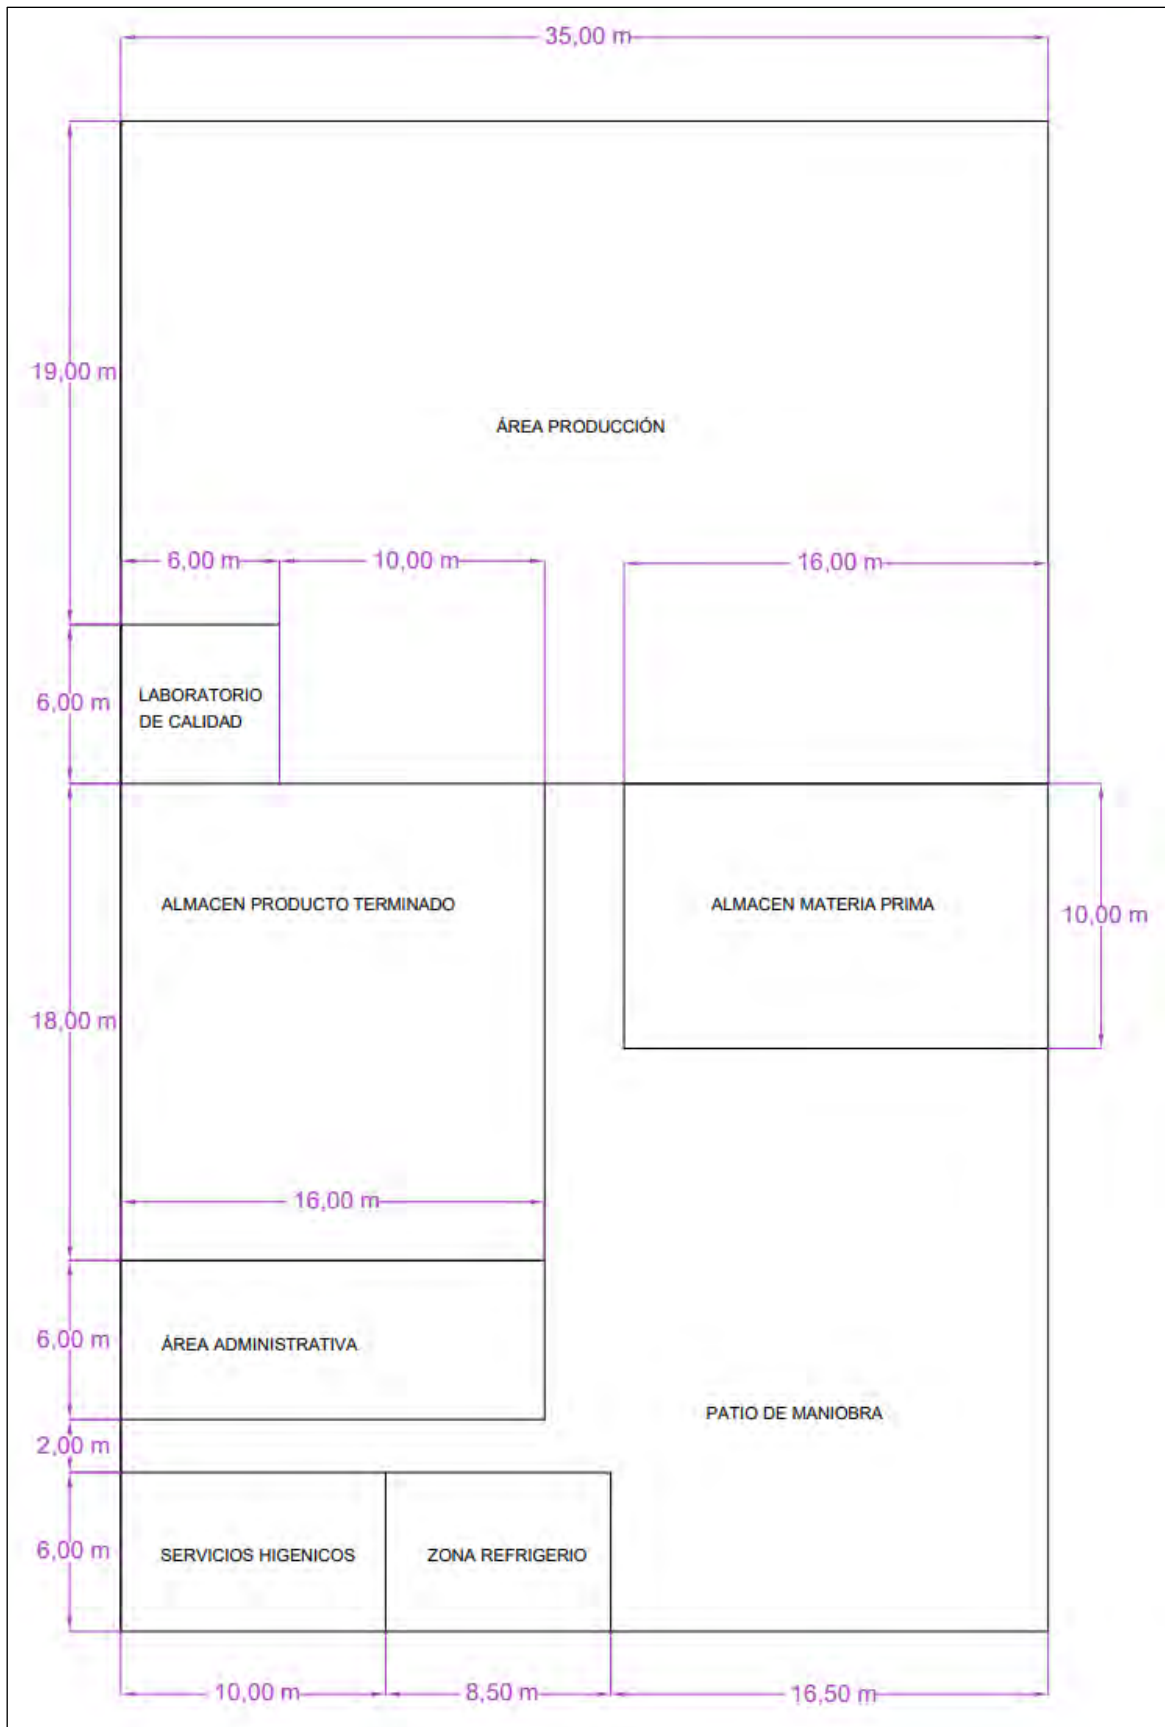 35,00 m
19,00 m
ÁREA PRODUCCIÓN
6,00 m
10,00 m
16,00 m
6,00 m
LABORATORIO
DE CALIDAD
ALMACEN PRODUCTO TERMINADO
ALMACEN MATERIA PRIMA
10,00 m
18,00 m
16,00 m
6,00 m
ÁREA ADMINISTRATIVA
PATIO DE MANIOBRA
2,00 m
6,00 m
SERVICIOS HIGENICOS
ZONA REFRIGERIO
10,00 m
8,50 m
16,50 m